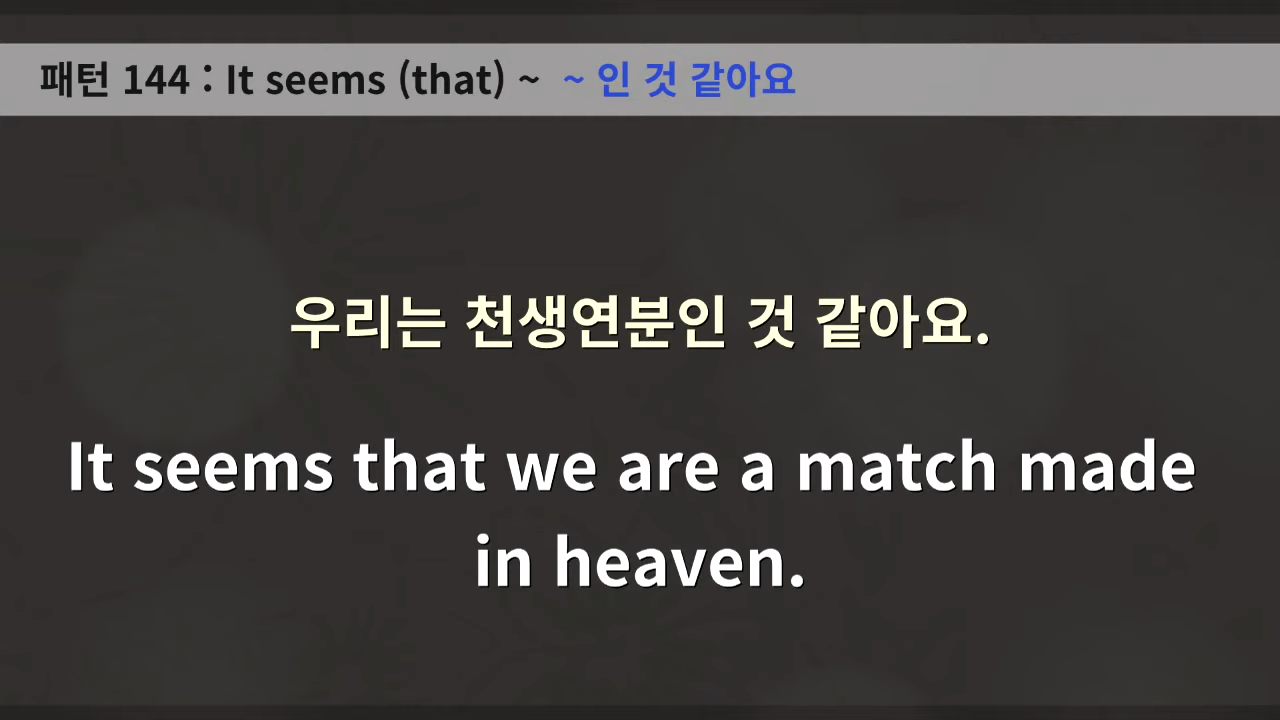 패턴 144 : It seems (that) ~ ~ 인 것 같아요
우리는 천생연분인 것 같아요.
It seems that we are a match made
in heaven.